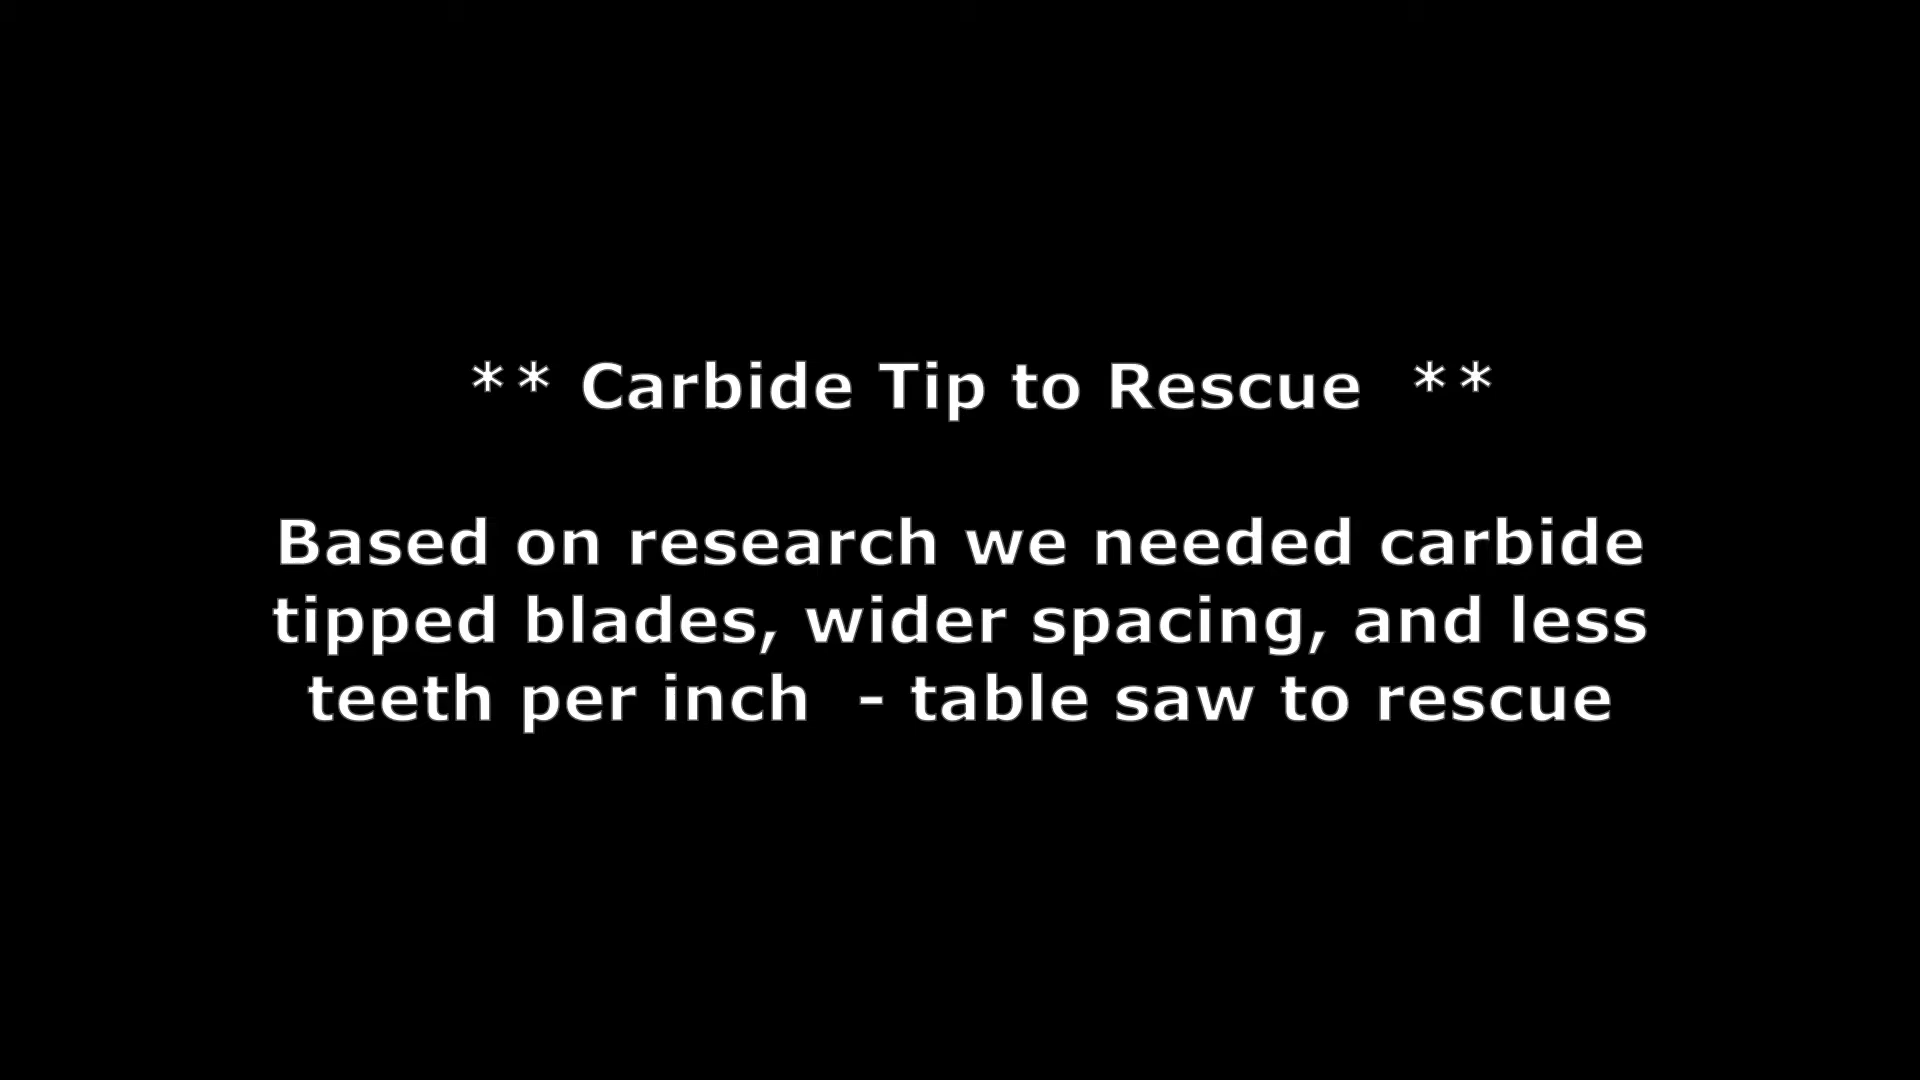 ** Carbide Tip to Rescue  **
Based on research we needed carbide
tipped blades, wider spacing, and less
teeth per inch  - table saw to rescue